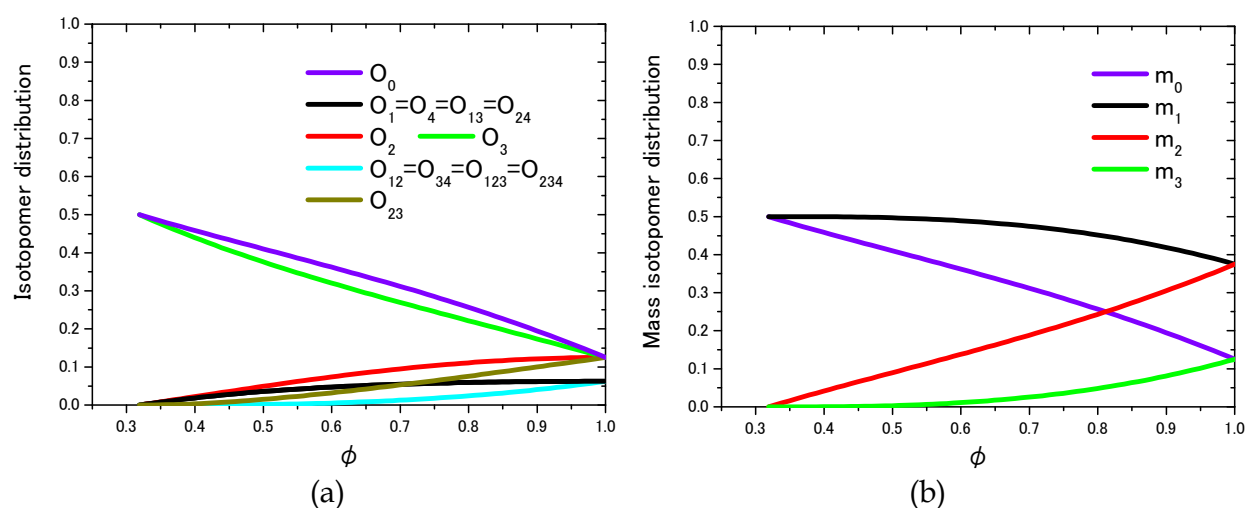 Isotopomer distribution
1.0
0.9
0.8
0.7
0.6
0.5
0.4
0.3
0.2
0.1
0.0
O0
O1=O4=O13=O24
O2 O3
O12=O34=O123=O234
O23
0.3 0.4 0.5 0.6 0.7 0.8 0.9 1.0
ϕ
(a)
Mass isotopomer distribution
1.0
0.9
0.8
0.7
0.6
0.5
0.4
0.3
0.2
0.1
0.0
m0
m1
m2
m3
0.3 0.4 0.5 0.6 0.7 0.8 0.9 1.0
ϕ
(b)